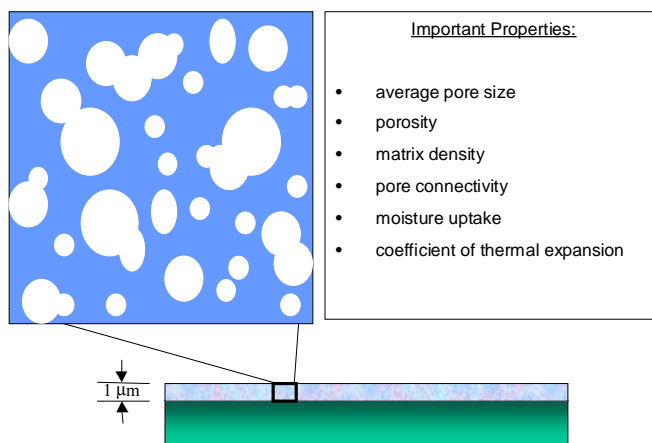 Important Properties:
• average pore size
• porosity
• matrix density
• pore connectivity
• moisture uptake
• coefficient of thermal expansion
1 μm